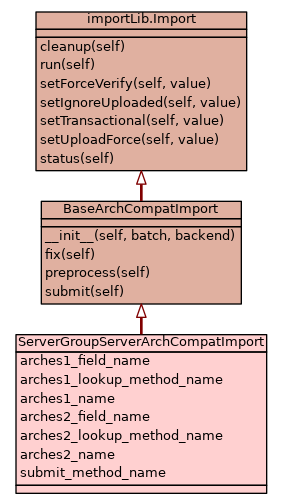 importLib.Import
cleanup(self)
run(self)
setForceVerify(self, value)
setIgnoreUploaded(self, value)
setTransactional(self, value)
setUploadForce(self, value)
status(self)
BaseArchCompatImport
__init__(self, batch, backend)
fix(self)
preprocess(self)
submit(self)
ServerGroupServerArchCompatImport
arches1_field_name
arches1_lookup_method_name
arches1_name
arches2_field_name
arches2_lookup_method_name
arches2_name
submit_method_name